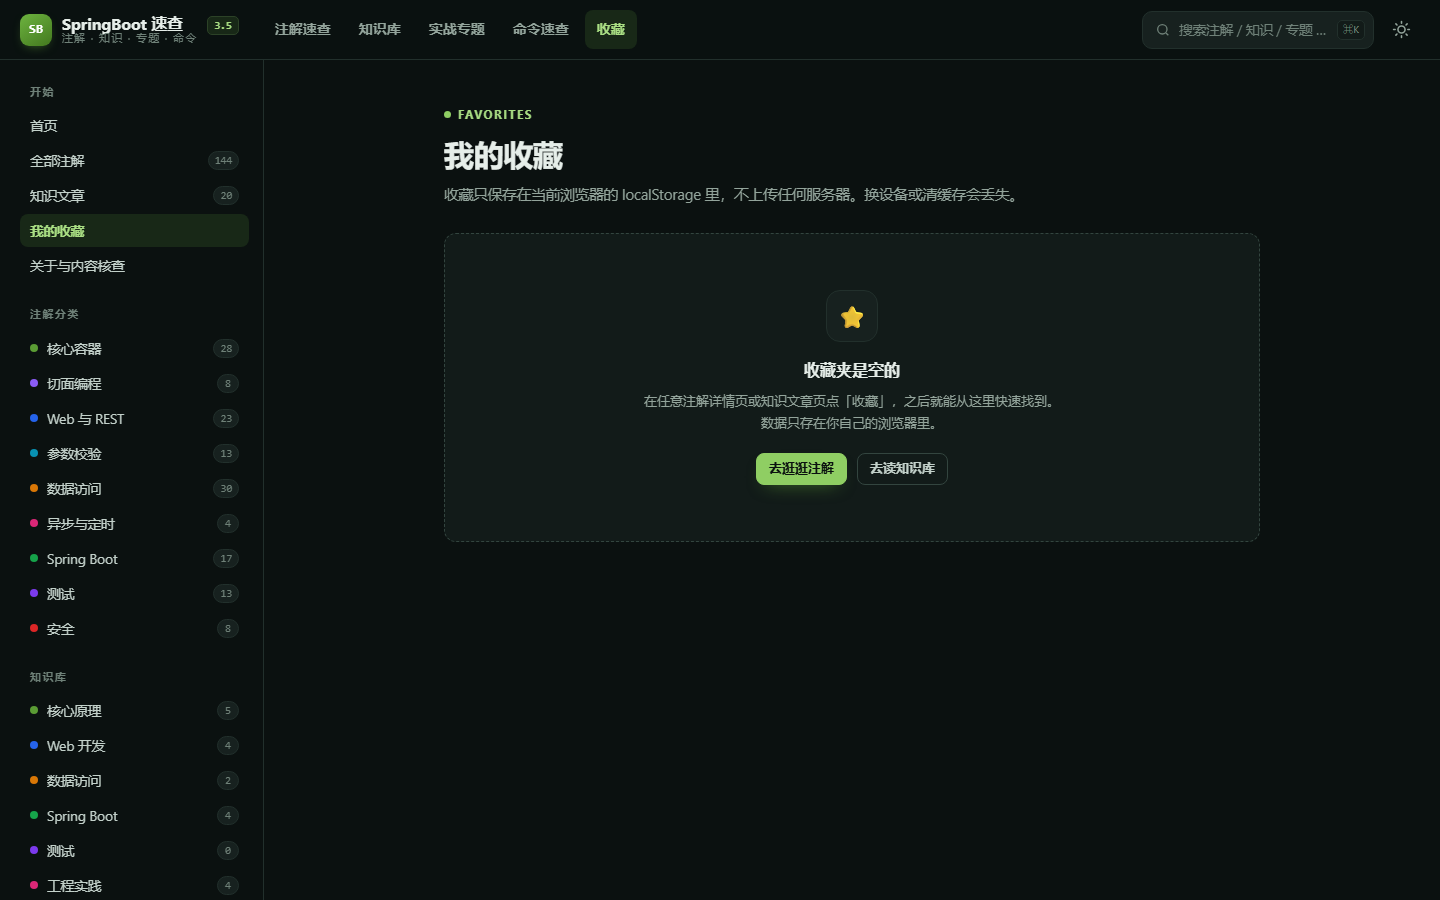 SB
SpringBoot 速查
注解 · 知识 · 专题 · 命令
3.5
注解速查
知识库
实战专题
命令速查
收藏
搜索注解 / 知识 / 专题 ...
⌘K
开始
首页
全部注解 144
知识文章 20
我的收藏
关于与内容核查
注解分类
核心容器 28
切面编程 8
Web 与 REST 23
参数校验 13
数据访问 30
异步与定时 4
Spring Boot 17
测试 13
安全 8
知识库
核心原理 5
Web 开发 4
数据访问 2
Spring Boot 4
测试 0
工程实践 4
FAVORITES
我的收藏
收藏只保存在当前浏览器的 localStorage 里，不上传任何服务器。换设备或清缓存会丢失。
收藏夹是空的
在任意注解详情页或知识文章页点「收藏」，之后就能从这里快速找到。
数据只存在你自己的浏览器里。
去逛逛注解
去读知识库